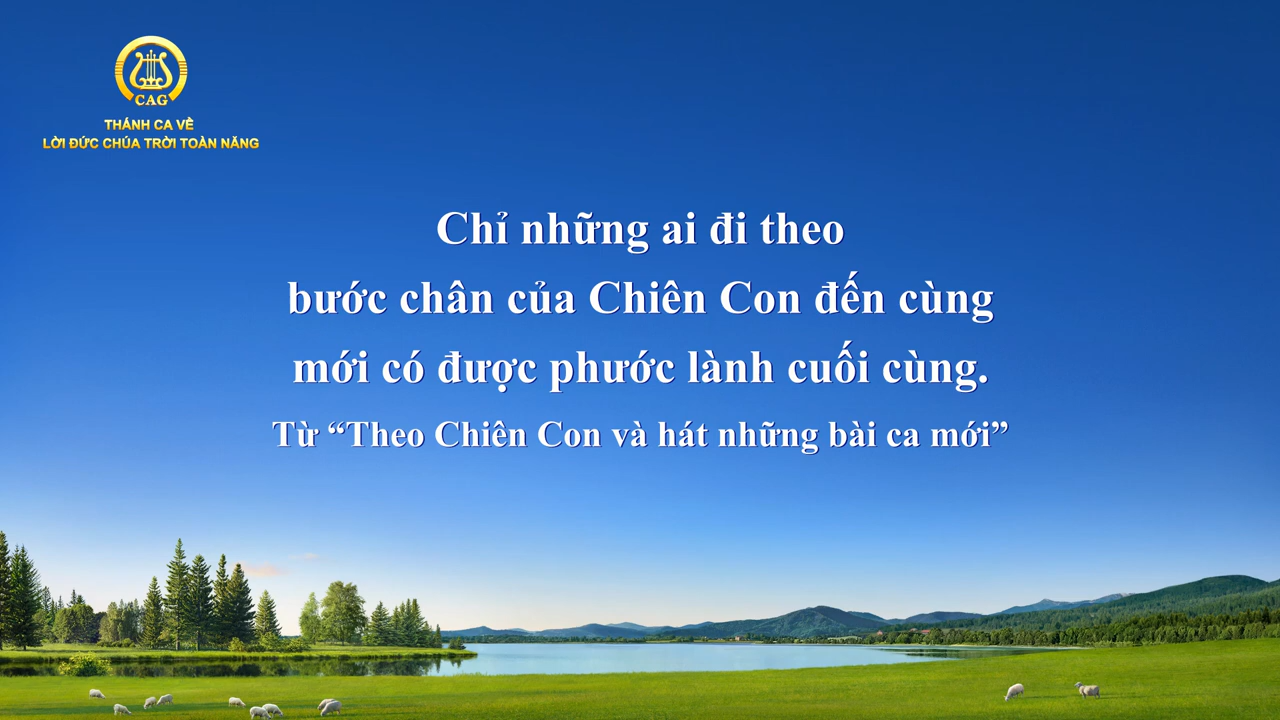 CAG
THÁNH CA VỀ
LỜI ĐỨC CHÚA TRỜI TOÀN NĂNG
Chỉ những ai đi theo
bước chân của Chiên Con đến cùng
mới có được phước lành cuối cùng.
Từ “Theo Chiên Con và hát những bài ca mới”